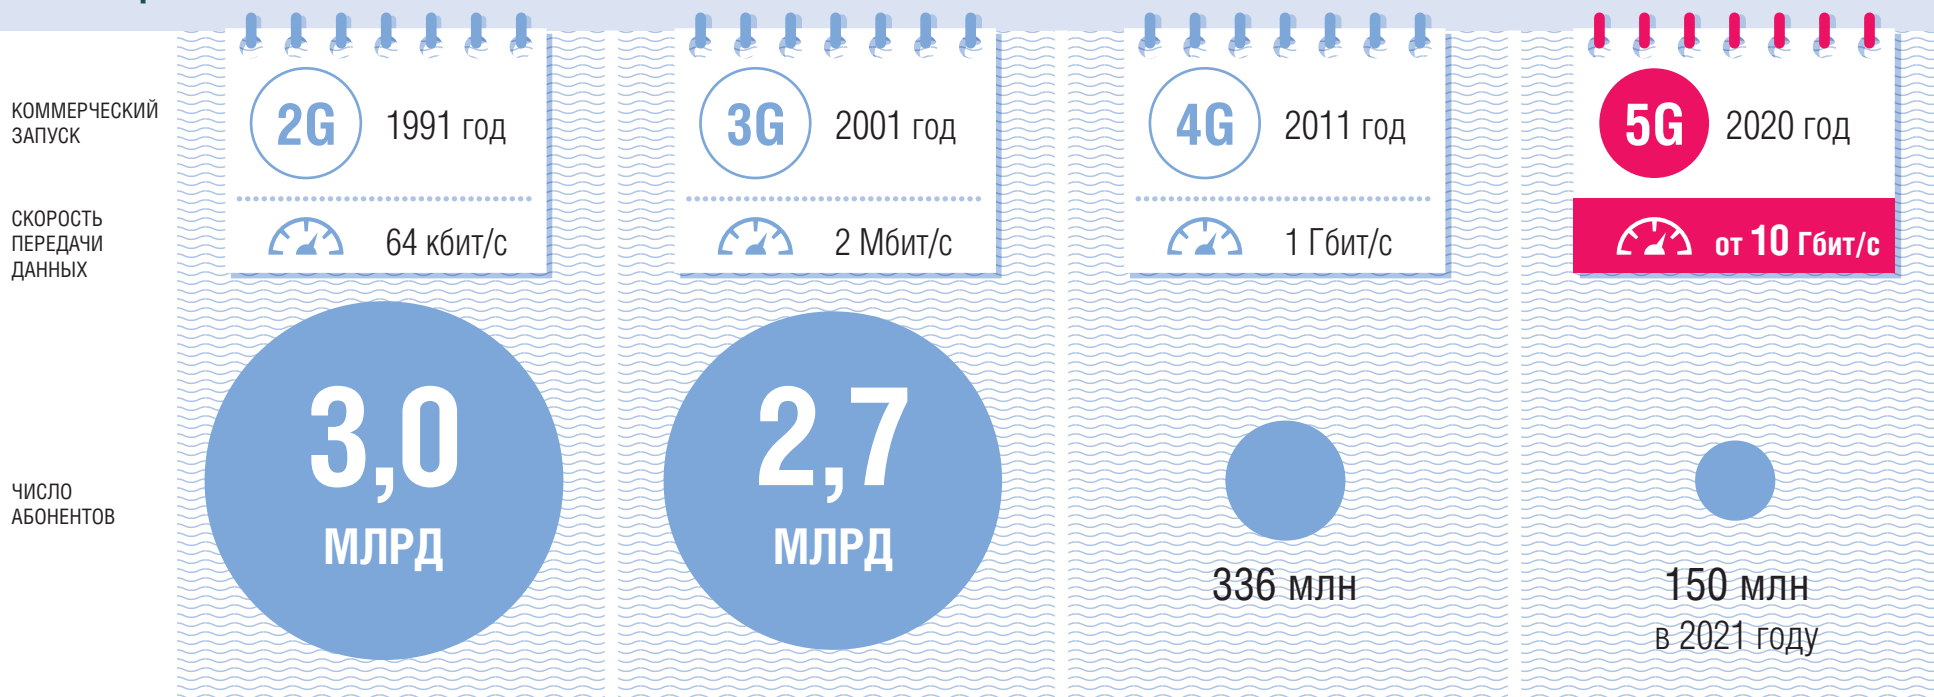 КОММЕРЧЕСКИЙ
ЗАПУСК
2G 1991 год
3G 2001 год
4G 2011 год
5G 2020 год
СКОРОСТЬ
ПЕРЕДАЧИ
ДАННЫХ
64 кбит/с
2 Мбит/с
1 Гбит/с
от 10 Гбит/с
ЧИСЛО
АБОНЕНТОВ
3,0
МЛРД
2,7
МЛРД
336 млн
150 млн
в 2021 году